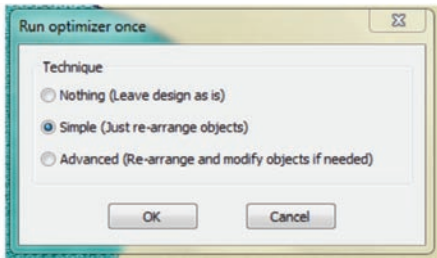 Run optimizer once
Technique
Nothing (Leave design as is)
Simple (Just re-arrange objects)
Advanced (Re-arrange and modify objects if needed)
OK Cancel